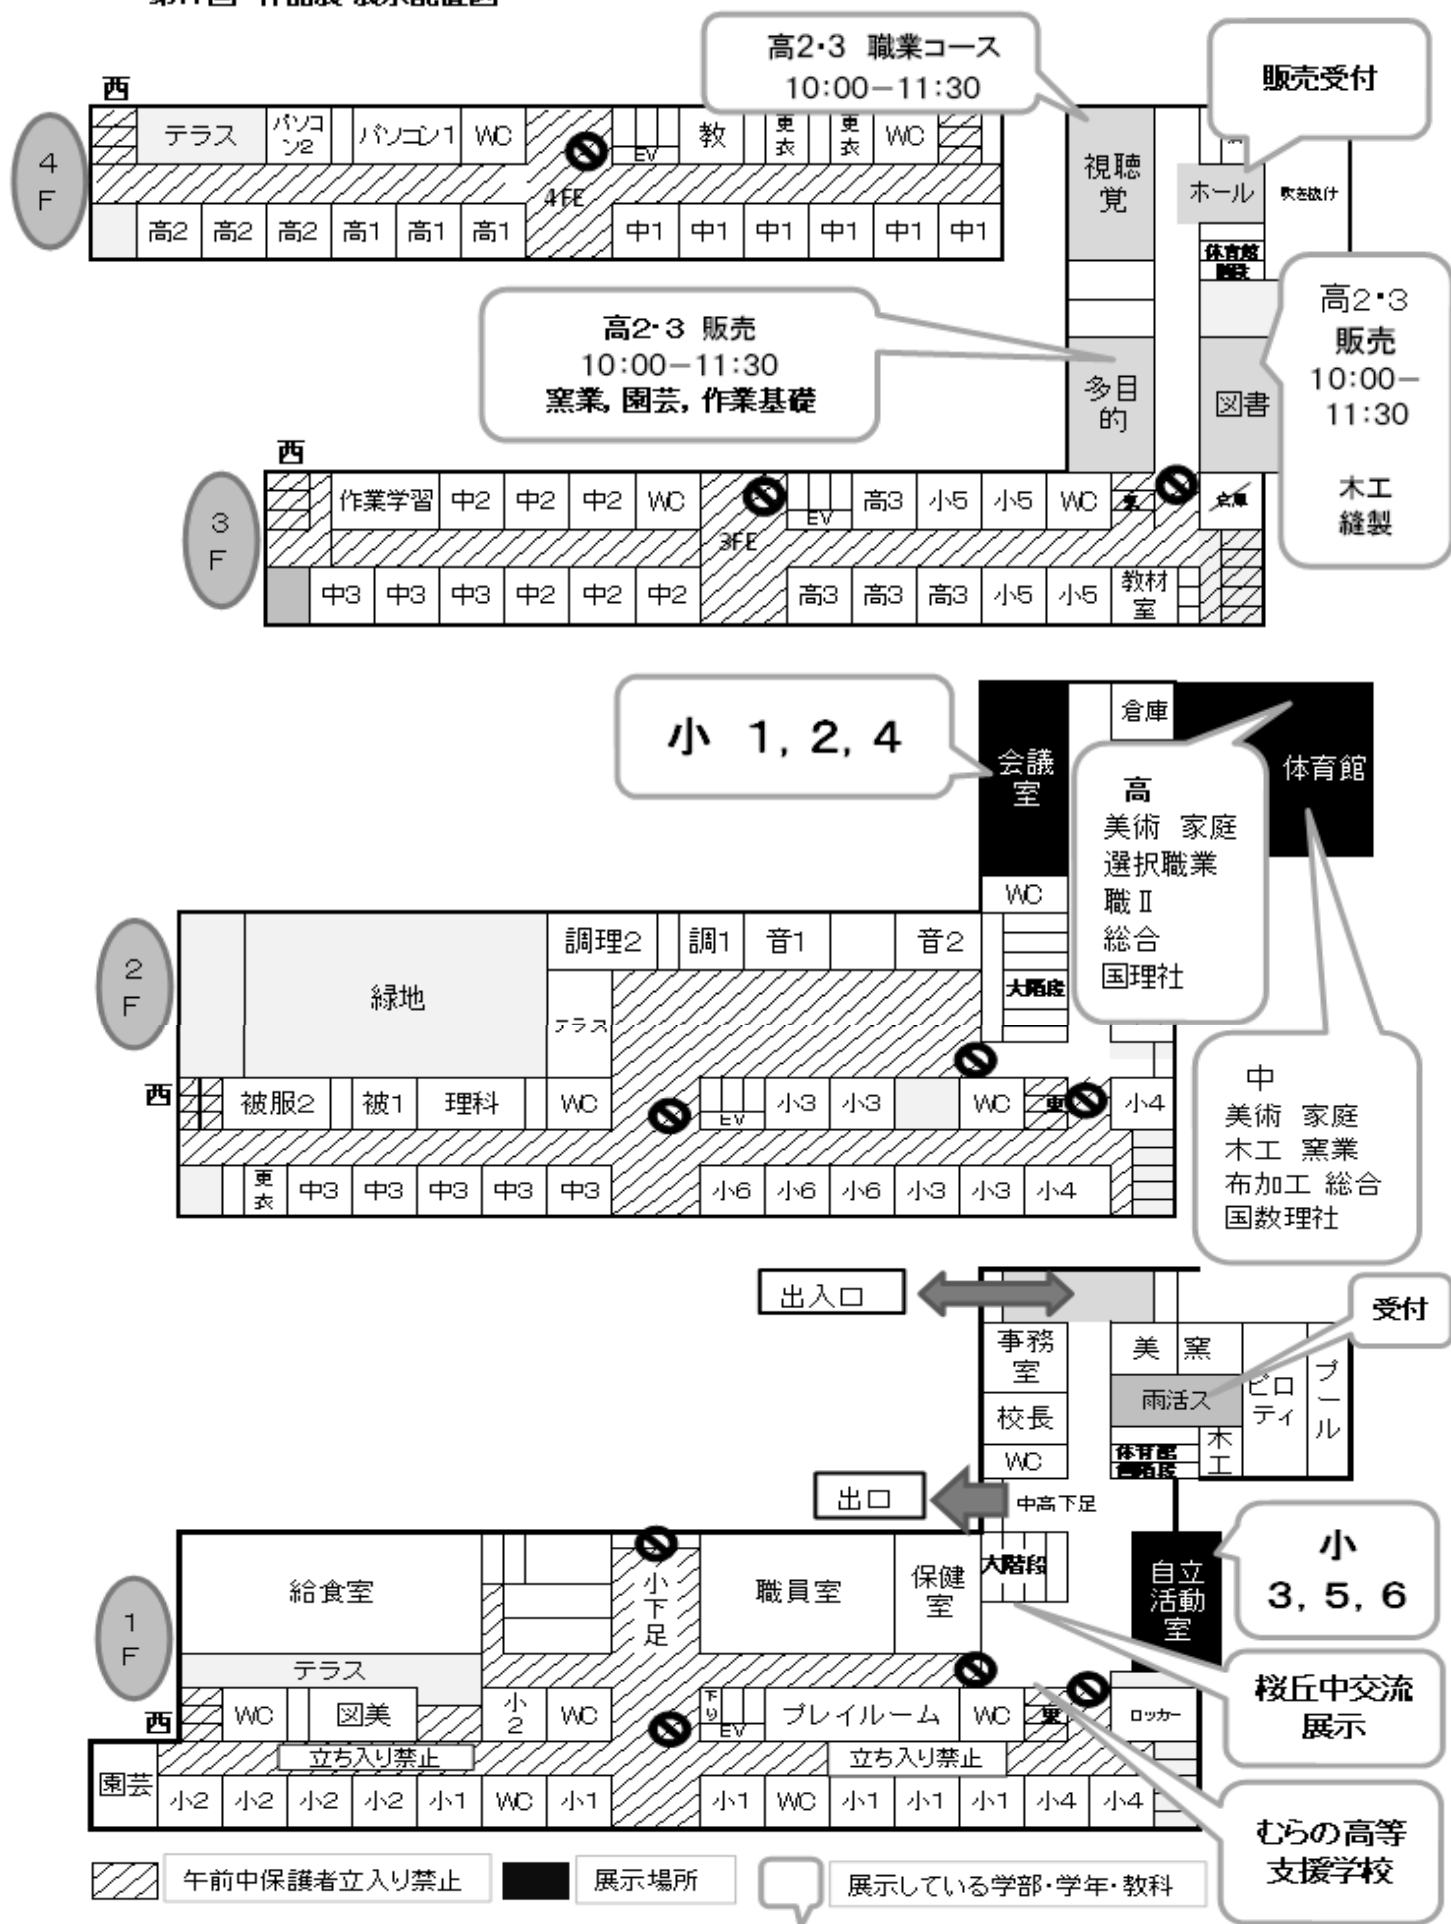 高2・3 職業コース
10:00－11:30
販売受付
西
4
F
テラス
パソコ
ン2
パソコン1
WC
EV
教
更
衣
更
衣
WC
視聴
覚
ホール
吹き抜け
4FE
高2 高2 高2 高1 高1 高1
中1 中1 中1 中1 中1 中1
体育館
高2・3 販売
10:00－11:30
窯業, 園芸, 作業基礎
多目
的
図書
高2・3
販売
10:00－
11:30
木工
縫製
西
3
F
作業学習 中2 中2 中2 WC
EV
高3 小5 小5 WC
東
倉庫
3FE
中3 中3 中3 中2 中2 中2
高3 高3 高3 小5 小5
教材
室
小 1, 2, 4
会議
室
倉庫
体育館
高
美術 家庭
選択職業
職Ⅱ
総合
国理社
WC
大階段
2
F
緑地
調理2 調1 音1 音2
テラス
西
被服2 被1 理科 WC
EV
小3 小3 WC
東
小4
更
衣
中3 中3 中3 中3 中3
小6 小6 小6 小3 小3 小4
中
美術 家庭
木工 窯業
布加工 総合
国数理社
出入口
受付
事務
室
校長
WC
美 窯
雨活ス
ピロ
ティ
プール
体育館
側階段
木
工
出口
中高下足
大階段
自立
活動
室
小
3, 5, 6
1
F
給食室
小下足
職員室
保健
室
テラス
桜丘中交流
展示
西
WC 図美
小
2
WC
下り
EV
プレイルーム WC
東
ロッカー
立ち入り禁止
立ち入り禁止
園芸
小2 小2 小2 小2 小1 WC 小1
小1 WC 小1 小1 小1 小4 小4
むらの高等
支援学校
午前中保護者立入り禁止
展示場所
展示している学部・学年・教科